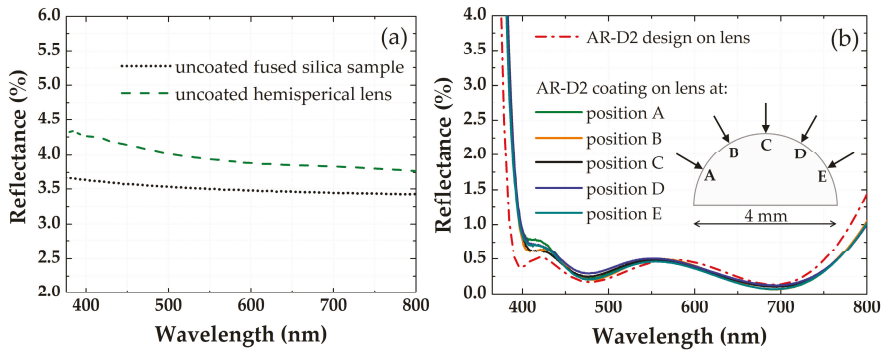 6.0
5.5
5.0
4.5
4.0
3.5
3.0
2.5
2.0
Reflectance (%)
(a)
uncoated fused silica sample
uncoated hemisperical lens
400 500 600 700 800
Wavelength (nm)
4.0
3.5
3.0
2.5
2.0
1.5
1.0
0.5
0.0
Reflectance (%)
(b)
AR-D2 design on lens
AR-D2 coating on lens at:
position A
position B
position C
position D
position E
A B C D E
4 mm
400 500 600 700 800
Wavelength (nm)